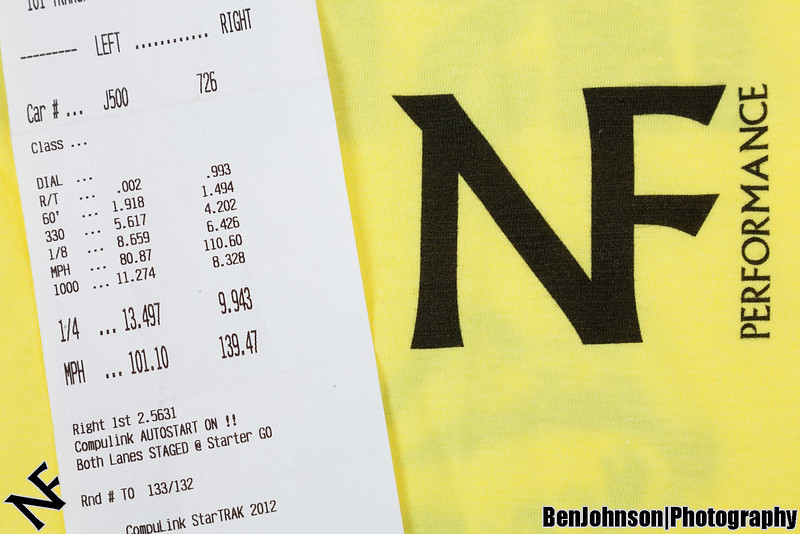 --------- LEFT ............ RIGHT
Car # ... J500 726
Class ...
DIAL ...
R/T ... .002 .993
60' ... 1.918 1.494
330 ... 5.617 4.202
1/8 ... 8.659 6.426
MPH ... 80.87 110.60
1000 ... 11.274 8.328
1/4 ... 13.497 9.943
MPH ... 101.10 139.47
Right 1st 2.5631
Compulink AUTOSTART ON !!
Both Lanes STAGED @ Starter GO
Rnd # TO 133/132
CompuLink StarTRAK 2012
NF
PERFORMANCE
NF
BenJohnson|Photography